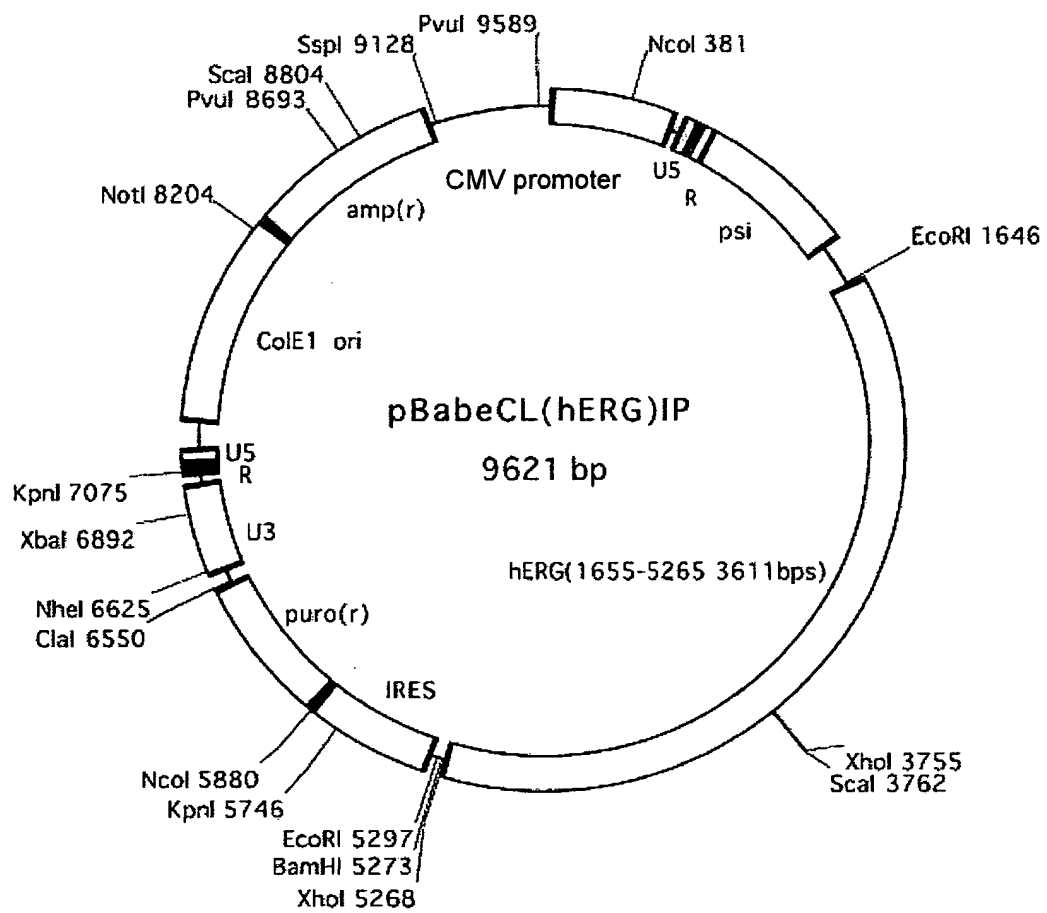 PvuI 9589
SspI 9128
NcoI 381
ScaI 8804
PvuI 8693
U5
CMV promoter
R
NotI 8204
amp(r)
psi
EcoRI 1646
ColE1 ori
pBabeCL(hERG)IP
9621 bp
U5
R
KpnI 7075
XbaI 6892
U3
hERG(1655-5265 3611bps)
NheI 6625
ClaI 6550
puro(r)
IRES
XhoI 3755
ScaI 3762
NcoI 5880
KpnI 5746
EcoRI 5297
BamHI 5273
XhoI 5268